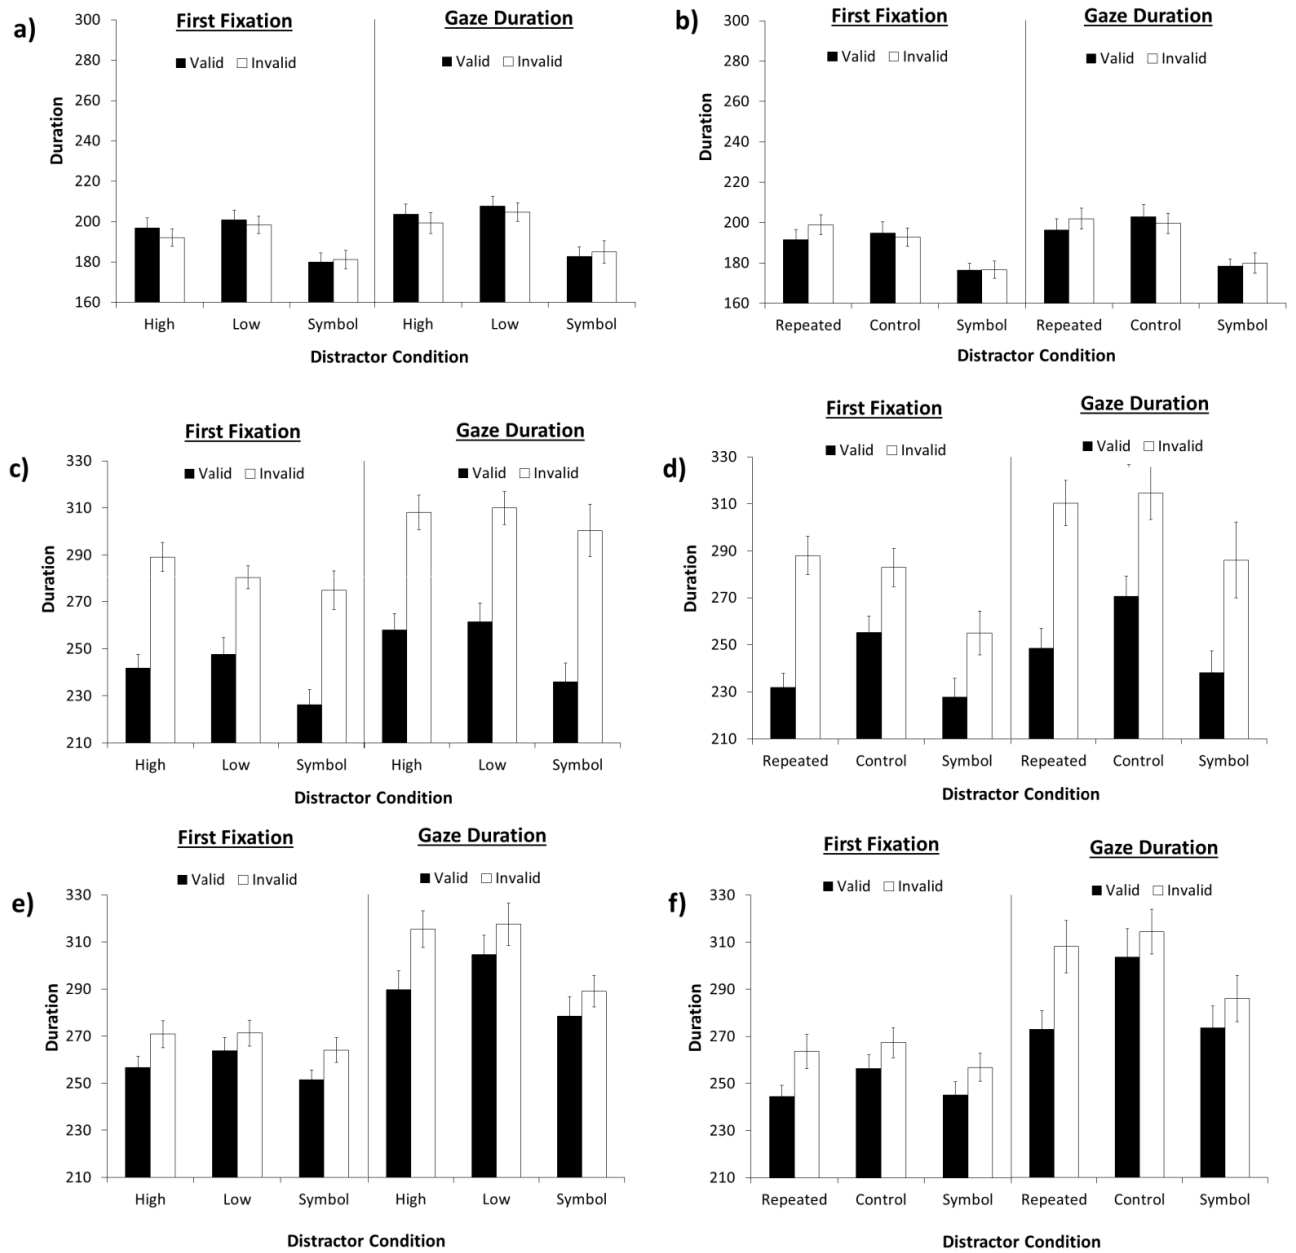 a)
First Fixation
Gaze Duration
Valid Invalid
Valid Invalid
Duration
300
280
260
240
220
200
180
160
High Low Symbol High Low Symbol
Distractor Condition
b)
First Fixation
Gaze Duration
Valid Invalid
Valid Invalid
Duration
300
280
260
240
220
200
180
160
Repeated Control Symbol Repeated Control Symbol
Distractor Condition
c)
First Fixation
Gaze Duration
Valid Invalid
Valid Invalid
Duration
330
310
290
270
250
230
210
High Low Symbol High Low Symbol
Distractor Condition
d)
First Fixation
Gaze Duration
Valid Invalid
Valid Invalid
Duration
330
310
290
270
250
230
210
Repeated Control Symbol Repeated Control Symbol
Distractor Condition
e)
First Fixation
Gaze Duration
Valid Invalid
Valid Invalid
Duration
330
310
290
270
250
230
210
High Low Symbol High Low Symbol
Distractor Condition
f)
First Fixation
Gaze Duration
Valid Invalid
Valid Invalid
Duration
330
310
290
270
250
230
210
Repeated Control Symbol Repeated Control Symbol
Distractor Condition